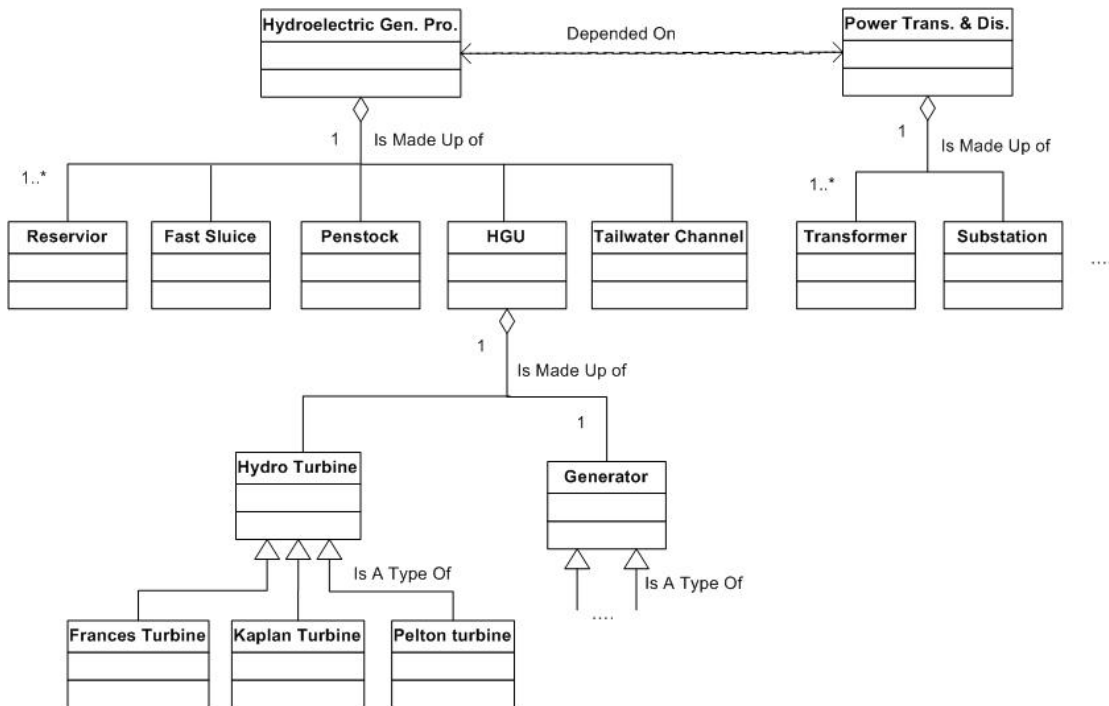 Hydroelectric Gen. Pro.
Depended On
Power Trans. & Dis.
1
Is Made Up of
1
Is Made Up of
1..*
1..*
Reservior
Fast Sluice
Penstock
HGU
Tailwater Channel
Transformer
Substation
....
1
Is Made Up of
1
Hydro Turbine
Generator
Is A Type Of
Is A Type Of
....
Frances Turbine
Kaplan Turbine
Pelton turbine